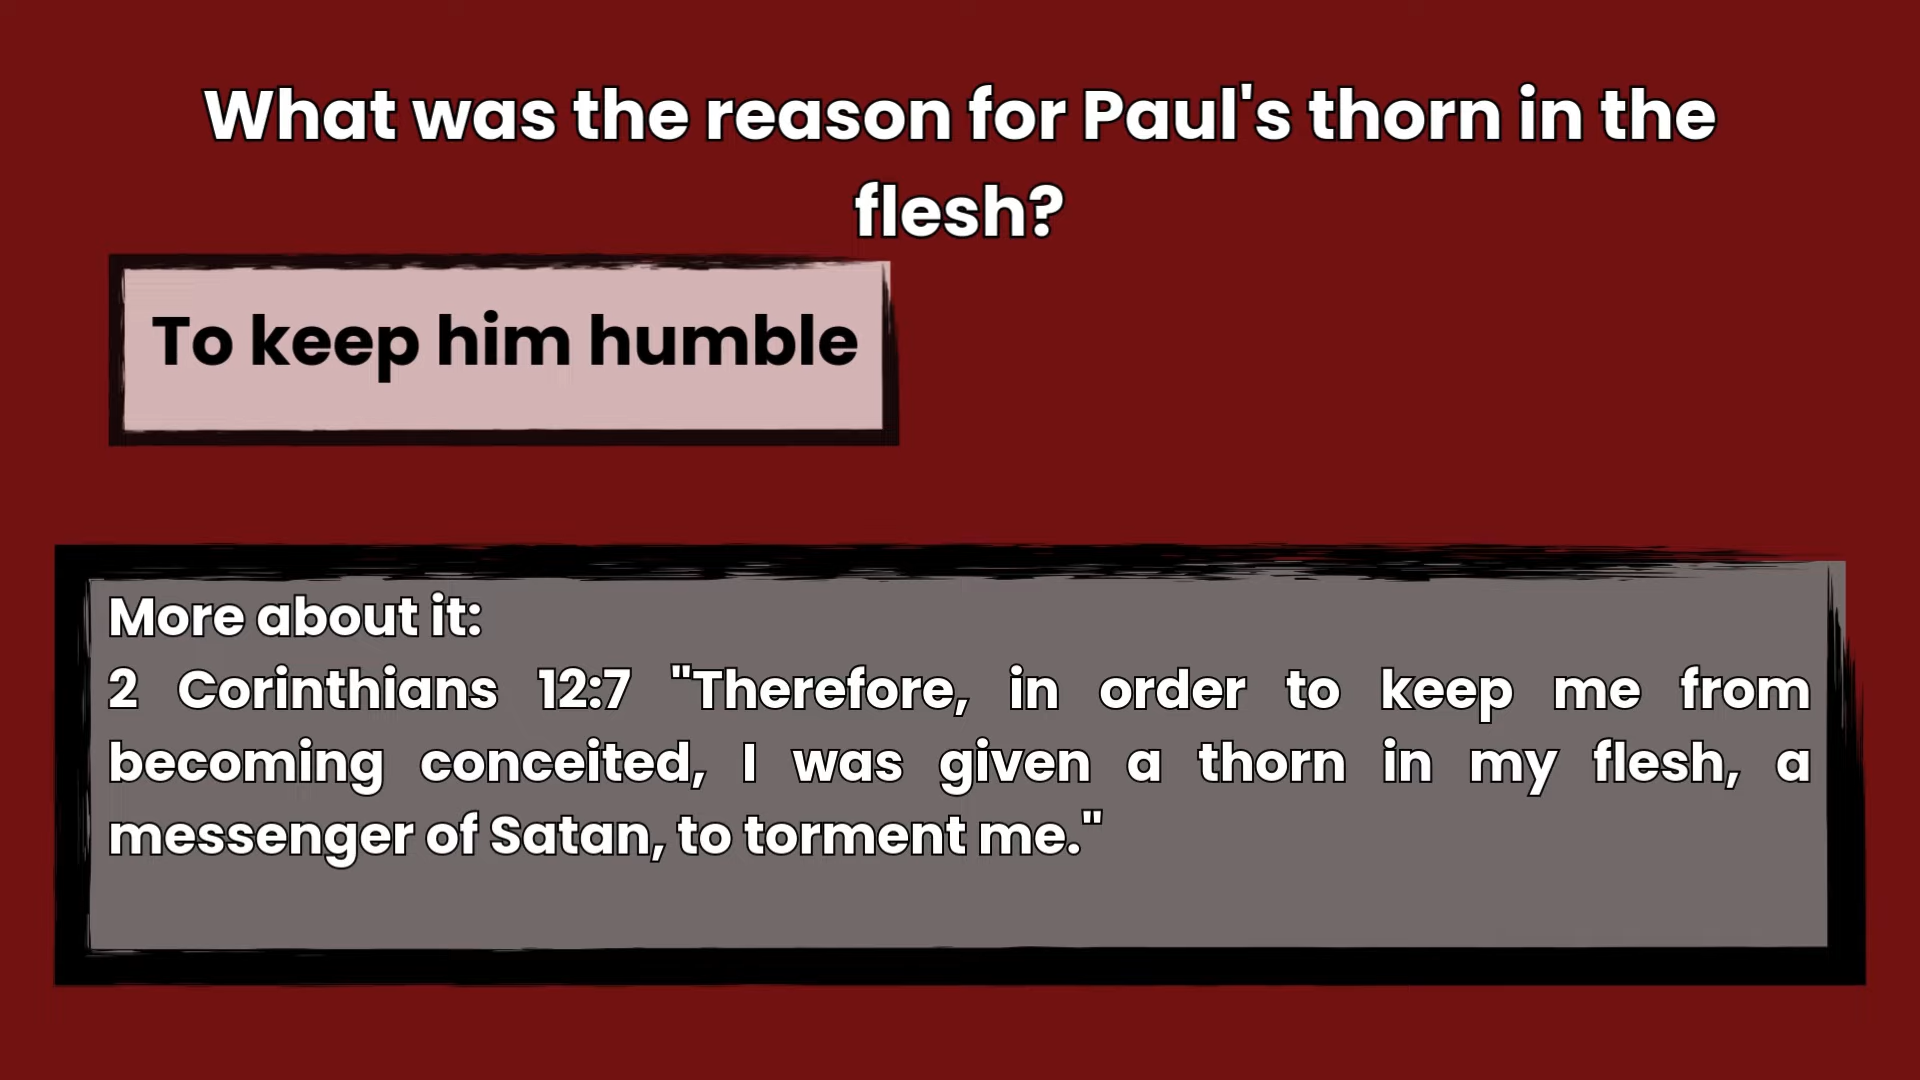 What was the reason for Paul's thorn in the
flesh?
To keep him humble
More about it:
2 Corinthians 12:7 "Therefore, in order to keep me from
becoming conceited, I was given a thorn in my flesh, a
messenger of Satan, to torment me."